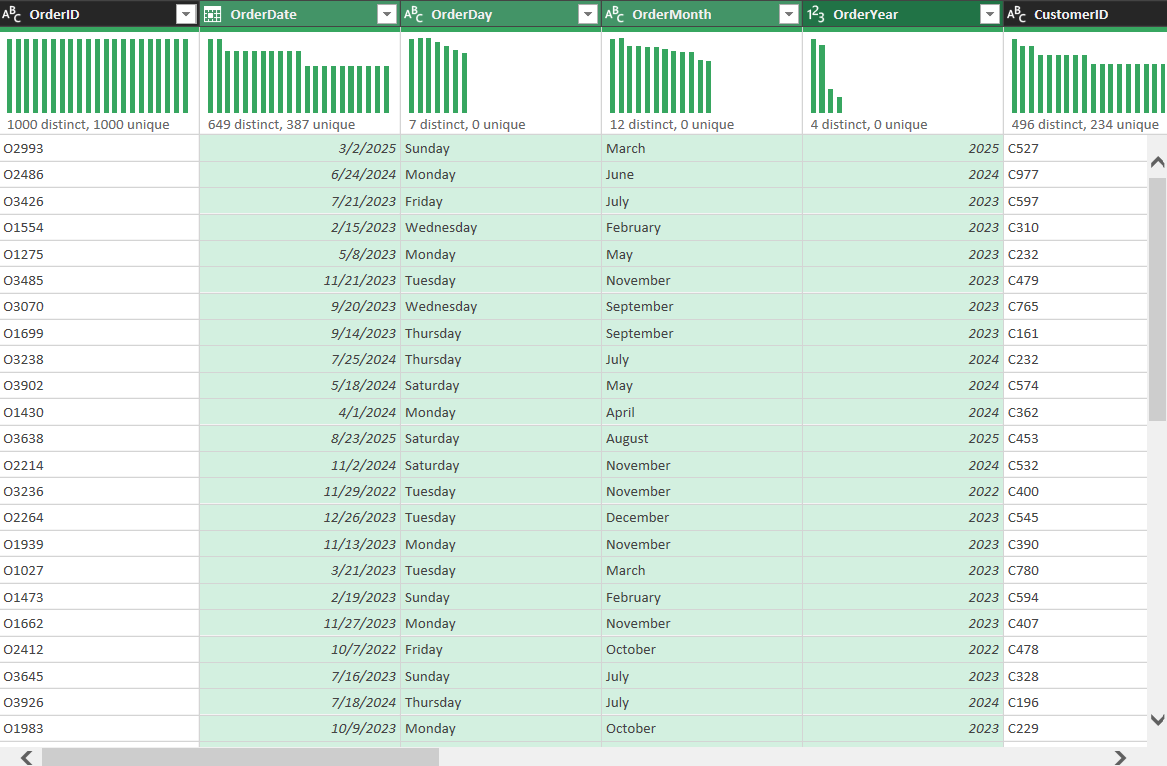 ABC OrderID OrderDate ABC OrderDay ABC OrderMonth 123 OrderYear ABC CustomerID
1000 distinct, 1000 unique 649 distinct, 387 unique 7 distinct, 0 unique 12 distinct, 0 unique 4 distinct, 0 unique 496 distinct, 234 unique
O2993 3/2/2025 Sunday March 2025 C527
O2486 6/24/2024 Monday June 2024 C977
O3426 7/21/2023 Friday July 2023 C597
O1554 2/15/2023 Wednesday February 2023 C310
O1275 5/8/2023 Monday May 2023 C232
O3485 11/21/2023 Tuesday November 2023 C479
O3070 9/20/2023 Wednesday September 2023 C765
O1699 9/14/2023 Thursday September 2023 C161
O3238 7/25/2024 Thursday July 2024 C232
O3902 5/18/2024 Saturday May 2024 C574
O1430 4/1/2024 Monday April 2024 C362
O3638 8/23/2025 Saturday August 2025 C453
O2214 11/2/2024 Saturday November 2024 C532
O3236 11/29/2022 Tuesday November 2022 C400
O2264 12/26/2023 Tuesday December 2023 C545
O1939 11/13/2023 Monday November 2023 C390
O1027 3/21/2023 Tuesday March 2023 C780
O1473 2/19/2023 Sunday February 2023 C594
O1662 11/27/2023 Monday November 2023 C407
O2412 10/7/2022 Friday October 2022 C478
O3645 7/16/2023 Sunday July 2023 C328
O3926 7/18/2024 Thursday July 2024 C196
O1983 10/9/2023 Monday October 2023 C229